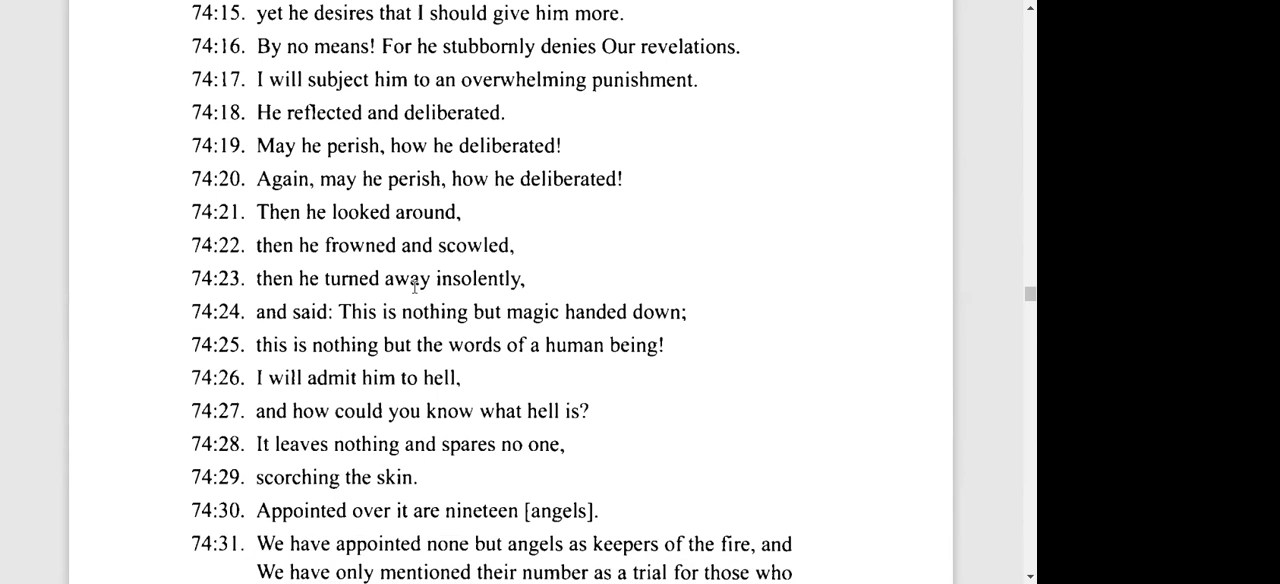 74:15. yet he desires that I should give him more.
74:16. By no means! For he stubbornly denies Our revelations.
74:17. I will subject him to an overwhelming punishment.
74:18. He reflected and deliberated.
74:19. May he perish, how he deliberated!
74:20. Again, may he perish, how he deliberated!
74:21. Then he looked around,
74:22. then he frowned and scowled,
74:23. then he turned away insolently,
74:24. and said: This is nothing but magic handed down;
74:25. this is nothing but the words of a human being!
74:26. I will admit him to hell,
74:27. and how could you know what hell is?
74:28. It leaves nothing and spares no one,
74:29. scorching the skin.
74:30. Appointed over it are nineteen [angels].
74:31. We have appointed none but angels as keepers of the fire, and
We have only mentioned their number as a trial for those who